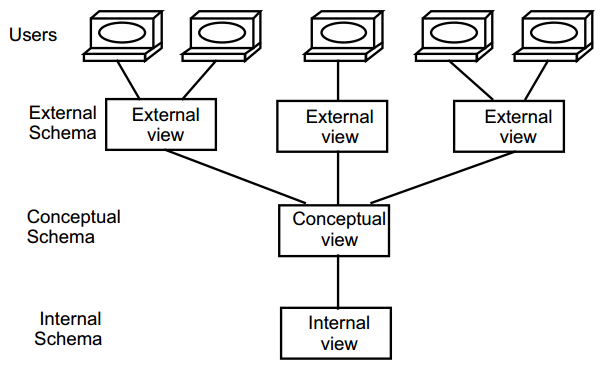 Users
External
Schema
External
view
External
view
External
view
Conceptual
Schema
Conceptual
view
Internal
Schema
Internal
view